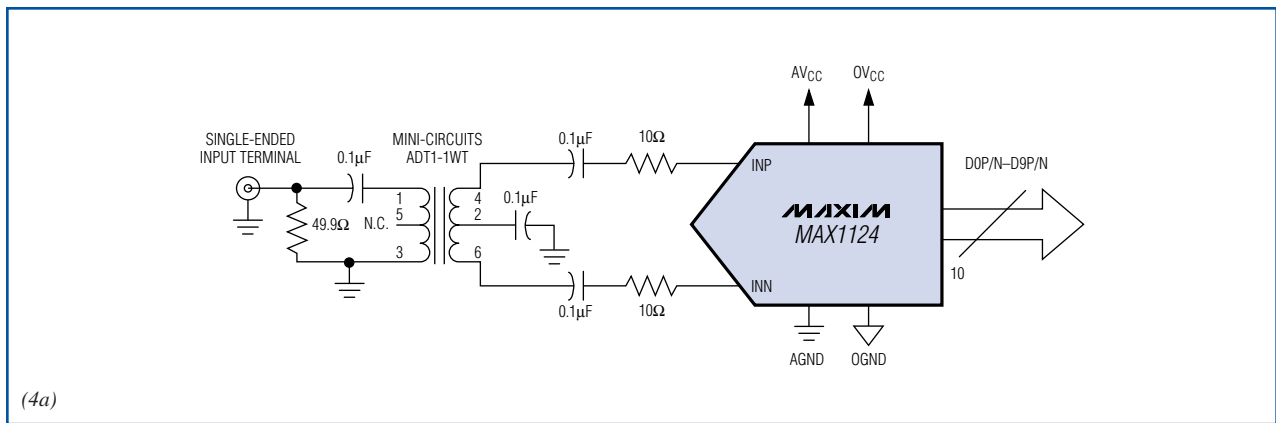 SINGLE-ENDED
INPUT TERMINAL
0.1µF
49.9Ω
MINI-CIRCUITS
ADT1-1WT
1
5
N.C.
3
4
2
6
0.1µF
10Ω
0.1µF
0.1µF
10Ω
AVCC
OVCC
INP
MAXIM
MAX1124
INN
AGND
OGND
D0P/N–D9P/N
10
(4a)